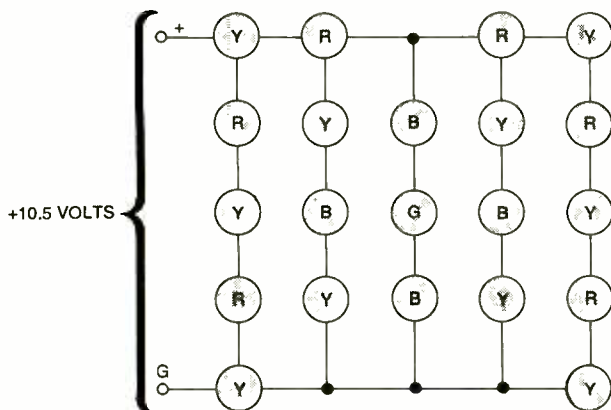 +
Y R R Y
R Y B Y R
+10.5 VOLTS Y B G B Y
R Y B Y R
G
Y Y